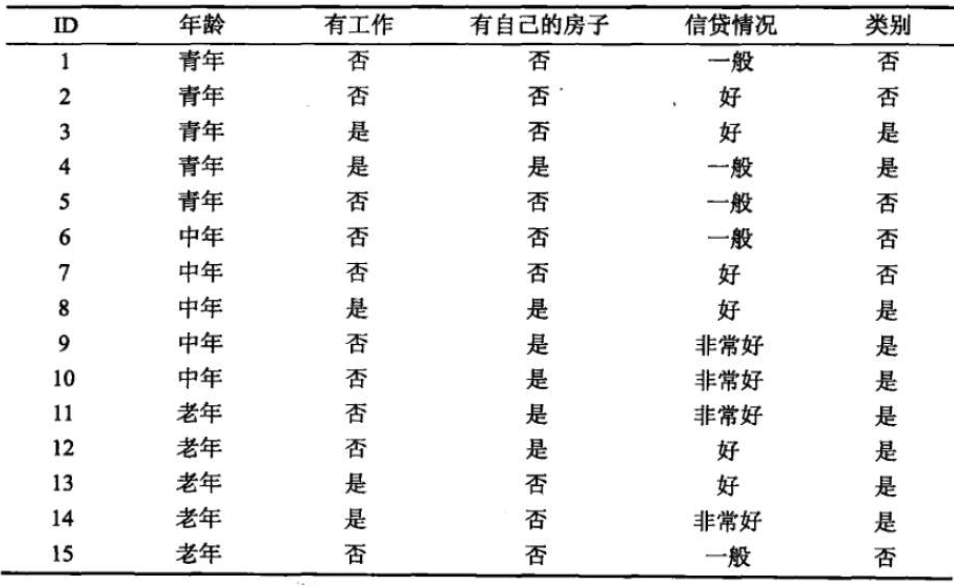 ID 年龄 有工作 有自己的房子 信贷情况 类别
1 青年 否 否 一般 否
2 青年 否 否 好 否
3 青年 是 否 好 是
4 青年 是 是 一般 是
5 青年 否 否 一般 否
6 中年 否 否 一般 否
7 中年 否 否 好 否
8 中年 是 是 好 是
9 中年 否 是 非常好 是
10 中年 否 是 非常好 是
11 老年 否 是 非常好 是
12 老年 否 是 好 是
13 老年 是 否 好 是
14 老年 是 否 非常好 是
15 老年 否 否 一般 否